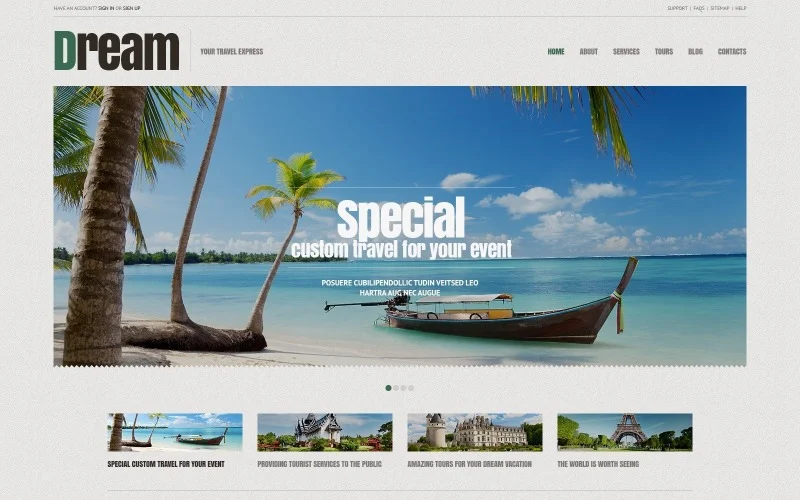 HAVE AN ACCOUNT? SIGN IN OR SIGN UP
SUPPORT | FAQS | SITEMAP | HELP
Dream
YOUR TRAVEL EXPRESS
HOME ABOUT SERVICES TOURS BLOG CONTACTS
special
custom travel for your event
POSUERE CUBILIPENDOLLIC TUDIN VEITSED LEO
HARTRA AUG NEC AUGUE
SPECIAL CUSTOM TRAVEL FOR YOUR EVENT
PROVIDING TOURIST SERVICES TO THE PUBLIC
AMAZING TOURS FOR YOUR DREAM VACATION
THE WORLD IS WORTH SEEING